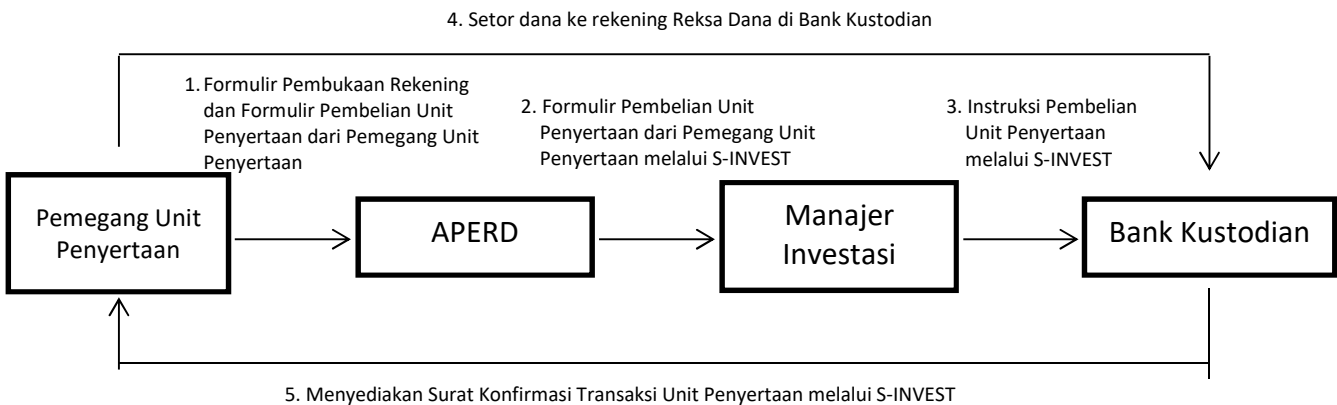 4. Setor dana ke rekening Reksa Dana di Bank Kustodian
1. Formulir Pembukaan Rekening
dan Formulir Pembelian Unit
Penyertaan dari Pemegang Unit
Penyertaan
2. Formulir Pembelian Unit
Penyertaan dari Pemegang Unit
Penyertaan melalui S-INVEST
3. Instruksi Pembelian
Unit Penyertaan
melalui S-INVEST
Pemegang Unit
Penyertaan
APERD
Manajer
Investasi
Bank Kustodian
5. Menyediakan Surat Konfirmasi Transaksi Unit Penyertaan melalui S-INVEST